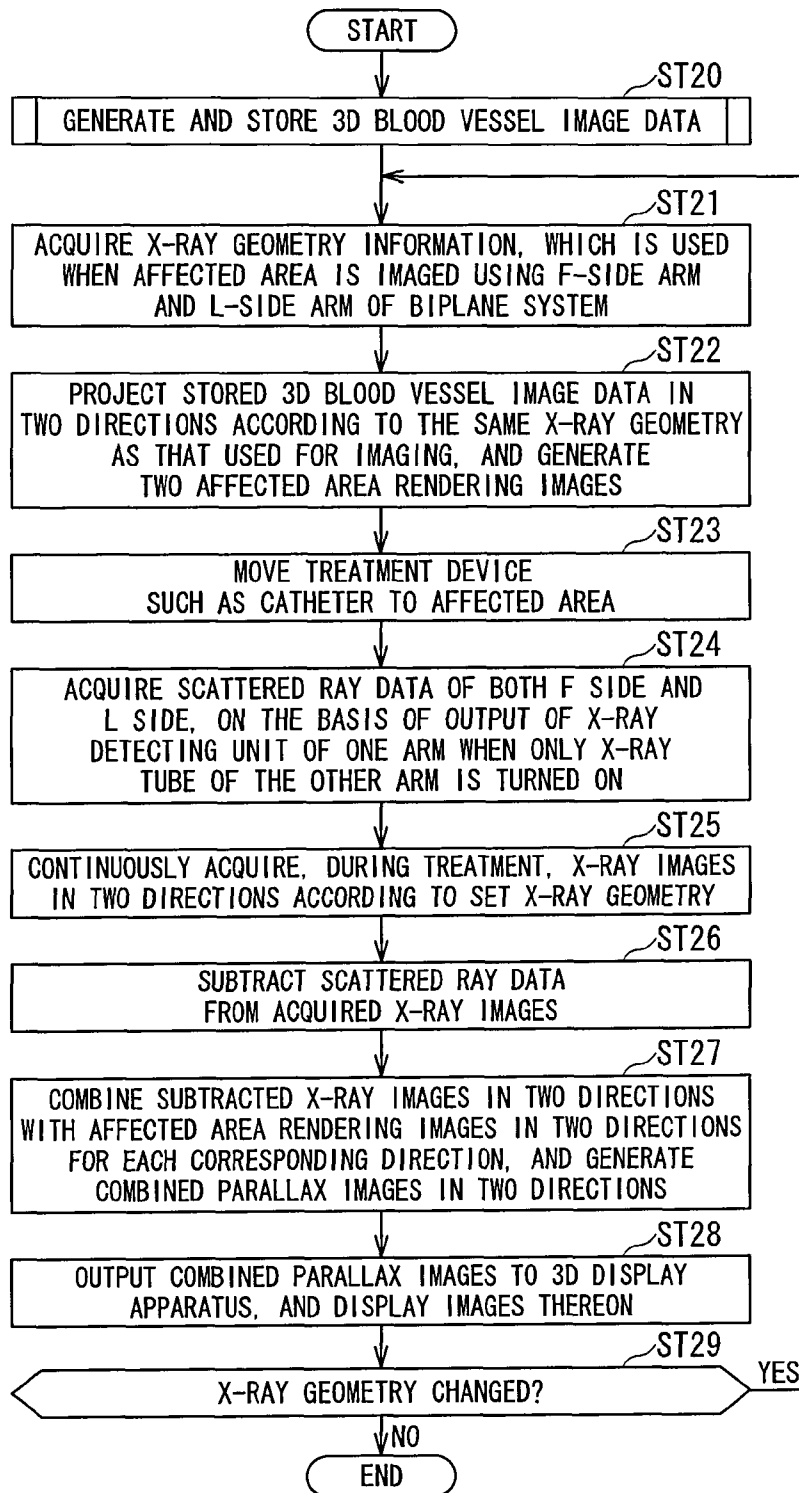 START
ST20
GENERATE AND STORE 3D BLOOD VESSEL IMAGE DATA
ST21
ACQUIRE X-RAY GEOMETRY INFORMATION, WHICH IS USED
WHEN AFFECTED AREA IS IMAGED USING F-SIDE ARM
AND L-SIDE ARM OF BIPLANE SYSTEM
ST22
PROJECT STORED 3D BLOOD VESSEL IMAGE DATA IN
TWO DIRECTIONS ACCORDING TO THE SAME X-RAY GEOMETRY
AS THAT USED FOR IMAGING, AND GENERATE
TWO AFFECTED AREA RENDERING IMAGES
ST23
MOVE TREATMENT DEVICE
SUCH AS CATHETER TO AFFECTED AREA
ST24
ACQUIRE SCATTERED RAY DATA OF BOTH F SIDE AND
L SIDE, ON THE BASIS OF OUTPUT OF X-RAY
DETECTING UNIT OF ONE ARM WHEN ONLY X-RAY
TUBE OF THE OTHER ARM IS TURNED ON
ST25
CONTINUOUSLY ACQUIRE, DURING TREATMENT, X-RAY IMAGES
IN TWO DIRECTIONS ACCORDING TO SET X-RAY GEOMETRY
ST26
SUBTRACT SCATTERED RAY DATA
FROM ACQUIRED X-RAY IMAGES
ST27
COMBINE SUBTRACTED X-RAY IMAGES IN TWO DIRECTIONS
WITH AFFECTED AREA RENDERING IMAGES IN TWO DIRECTIONS
FOR EACH CORRESPONDING DIRECTION, AND GENERATE
COMBINED PARALLAX IMAGES IN TWO DIRECTIONS
ST28
OUTPUT COMBINED PARALLAX IMAGES TO 3D DISPLAY
APPARATUS, AND DISPLAY IMAGES THEREON
ST29
X-RAY GEOMETRY CHANGED?
YES
NO
END